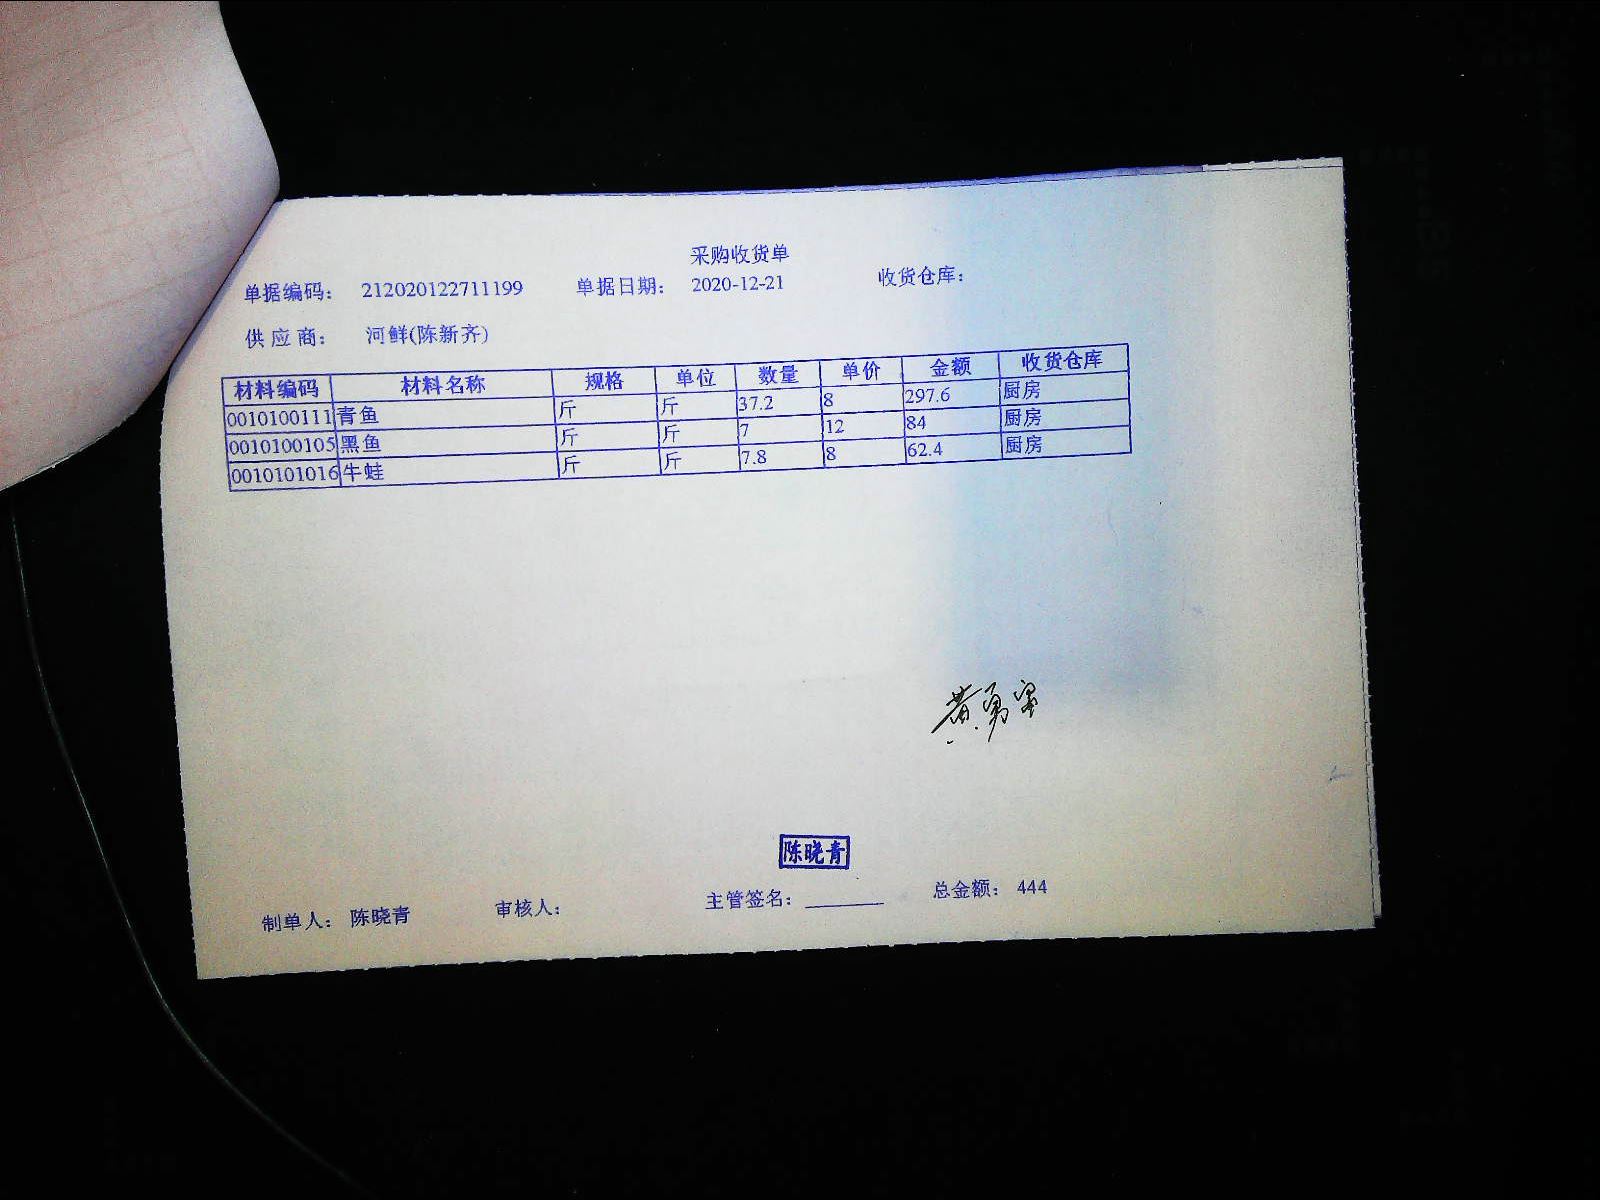 采购收货单
单据编码: 212020122711199 单据日期: 2020-12-21 收货仓库:
供应商: 河鲜(陈新齐)
材料编码 材料名称 规格 单位 数量 单价 金额 收货仓库
0010100111 青鱼 斤 斤 37.2 8 297.6 厨房
0010100105 黑鱼 斤 斤 7 12 84 厨房
0010101016 牛蛙 斤 斤 7.8 8 62.4 厨房
陈晓青
制单人: 陈晓青 审核人: 主管签名: ________ 总金额: 444